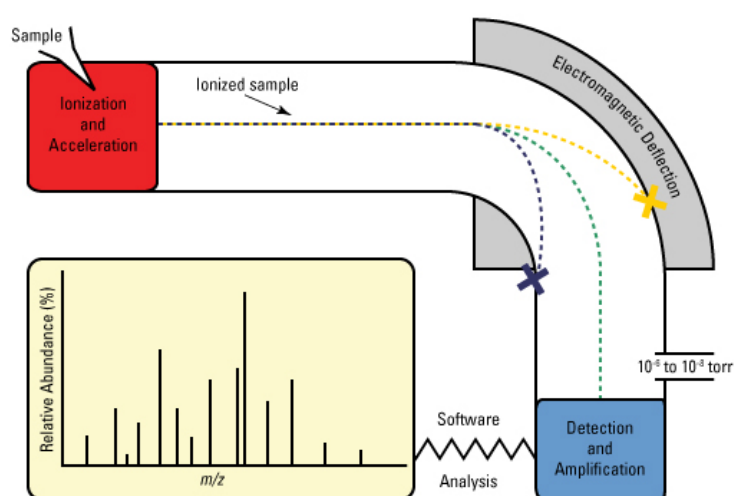 Sample
Ionization
and
Acceleration
Ionized sample
Electromagnetic Deflection
10⁻⁶ to 10⁻⁸ torr
Relative Abundance (%)
m/z
Software
Analysis
Detection
and
Amplification